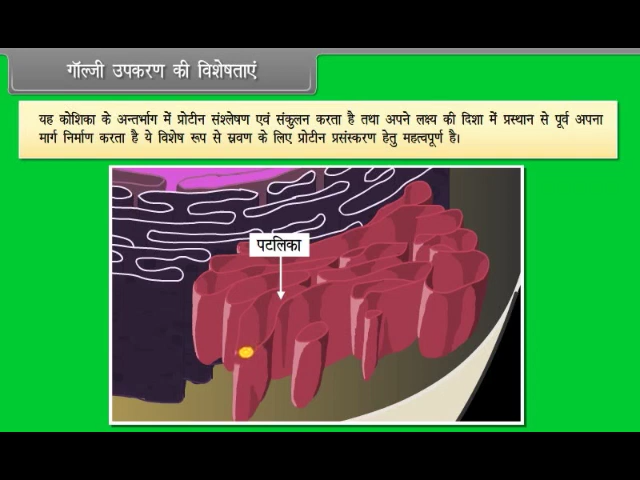 गॉल्जी उपकरण की विशेषताएं
यह कोशिका के अन्तर्भाग में प्रोटीन संश्लेषण एवं संकुलन करता है तथा अपने लक्ष्य की दिशा में प्रस्थान से पूर्व अपना
मार्ग निर्माण करता है ये विशेष रूप से स्रवण के लिए प्रोटीन प्रसंस्करण हेतु महत्वपूर्ण है।
पटलिका